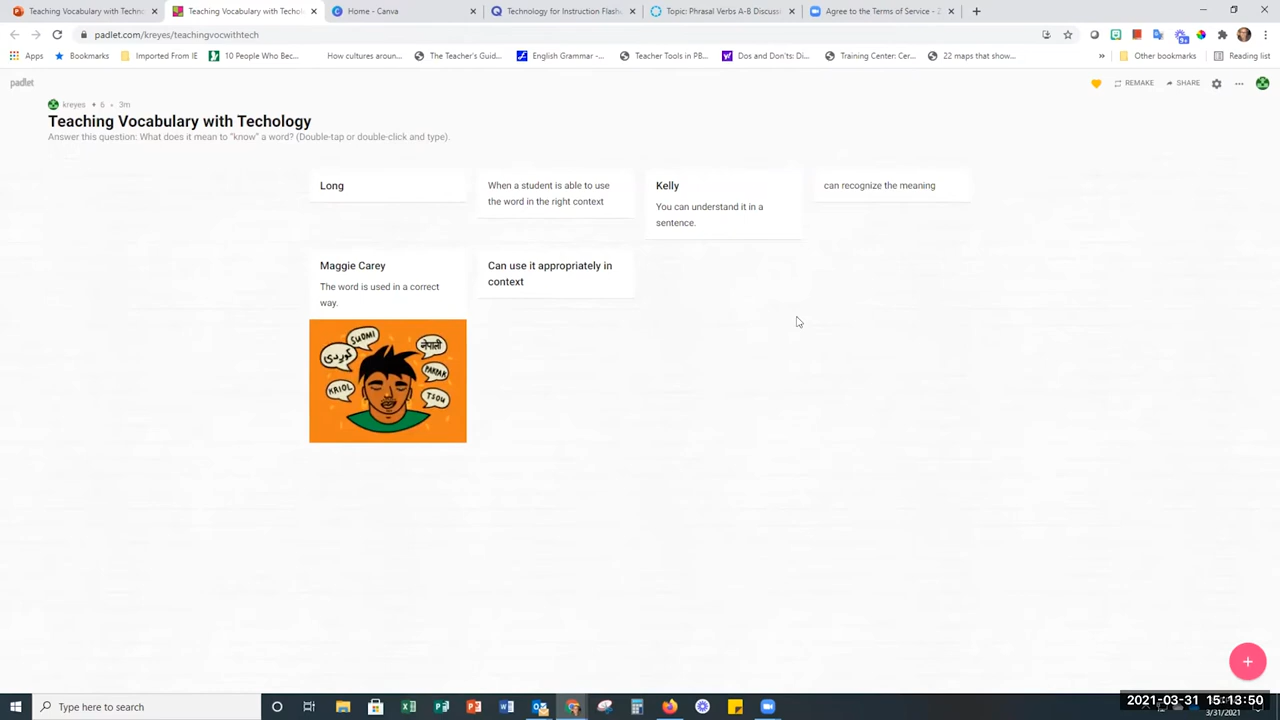 Teaching Vocabulary with Techno
Teaching Vocabulary with Techol
Home - Canva
Technology for Instruction Flash
Topic: Phrasal Verbs A-B Discussi
Agree to the Terms of Service - Z
padlet.com/kreyes/teachingvocwithtech
Apps
Bookmarks
Imported From IE
10 People Who Bec...
How cultures aroun...
The Teacher's Guid...
English Grammar -...
Teacher Tools in PB...
Dos and Don'ts: Di...
Training Center: Cer...
22 maps that show...
»
Other bookmarks
Reading list
padlet
REMAKE
SHARE
kreyes + 6 • 3m
Teaching Vocabulary with Techology
Answer this question: What does it mean to "know" a word? (Double-tap or double-click and type).
Long
When a student is able to use
the word in the right context
Kelly
You can understand it in a
sentence.
can recognize the meaning
Maggie Carey
The word is used in a correct
way.
SUOMI
كوردی
नेपाली
KRIOL
TSOU
Can use it appropriately in
context
Type here to search
2021-03-31 15:13:50
3/31/2021